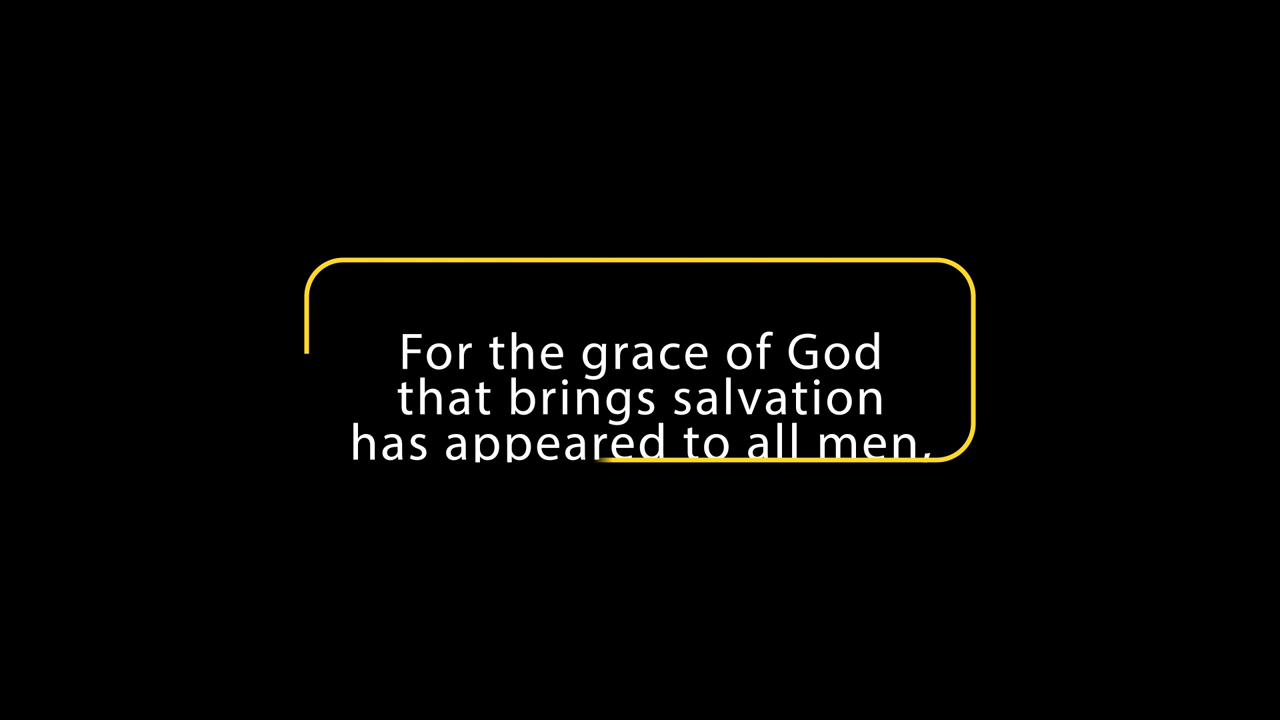 For the grace of God
that brings salvation
has appeared to all men,